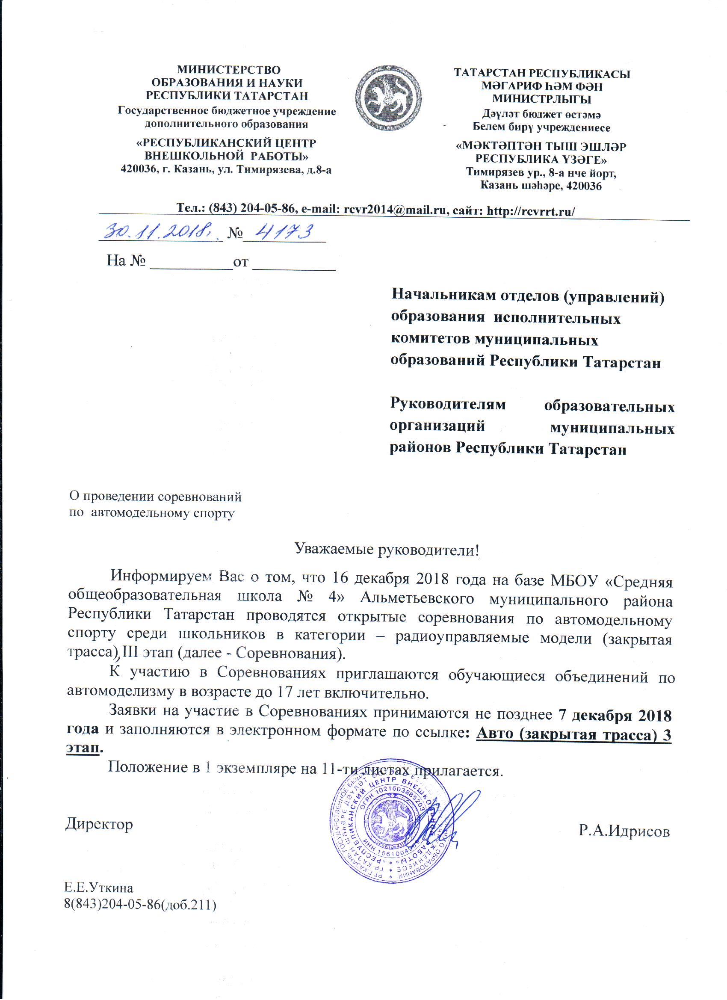 МИНИСТЕРСТВО
ОБРАЗОВАНИЯ И НАУКИ
РЕСПУБЛИКИ ТАТАРСТАН
Государственное бюджетное учреждение
дополнительного образования
«РЕСПУБЛИКАНСКИЙ ЦЕНТР
ВНЕШКОЛЬНОЙ РАБОТЫ»
420036, г. Казань, ул. Тимирязева, д.8-а
ТАТАРСТАН РЕСПУБЛИКАСЫ
МӘГАРИФ ҺӘМ ФӘН
МИНИСТРЛЫГЫ
Дәүләт бюджет өстәмә
Белем бирү учреждениесе
«МӘКТӘПТӘН ТЫШ ЭШЛӘР
РЕСПУБЛИКА ҮЗӘГЕ»
Тимирязев ур., 8-а нче йорт,
Казань шәһәре, 420036
Тел.: (843) 204-05-86, e-mail: rcvr2014@mail.ru, сайт: http://rcvrrt.ru/
30.11.2018г. № 4173
На № __________от __________
Начальникам отделов (управлений)
образования исполнительных
комитетов муниципальных
образований Республики Татарстан
Руководителям образовательных
организаций муниципальных
районов Республики Татарстан
О проведении соревнований
по автомодельному спорту
Уважаемые руководители!
Информируем Вас о том, что 16 декабря 2018 года на базе МБОУ «Средняя
общеобразовательная школа № 4» Альметьевского муниципального района
Республики Татарстан проводятся открытые соревнования по автомодельному
спорту среди школьников в категории – радиоуправляемые модели (закрытая
трасса), III этап (далее - Соревнования).
К участию в Соревнованиях приглашаются обучающиеся объединений по
автомоделизму в возрасте до 17 лет включительно.
Заявки на участие в Соревнованиях принимаются не позднее 7 декабря 2018
года и заполняются в электронном формате по ссылке: Авто (закрытая трасса) 3
этап.
Положение в 1 экземпляре на 11-ти листах прилагается.
ОГРН 1021603885203
Директор
Р.А.Идрисов
Е.Е.Уткина
8(843)204-05-86(доб.211)